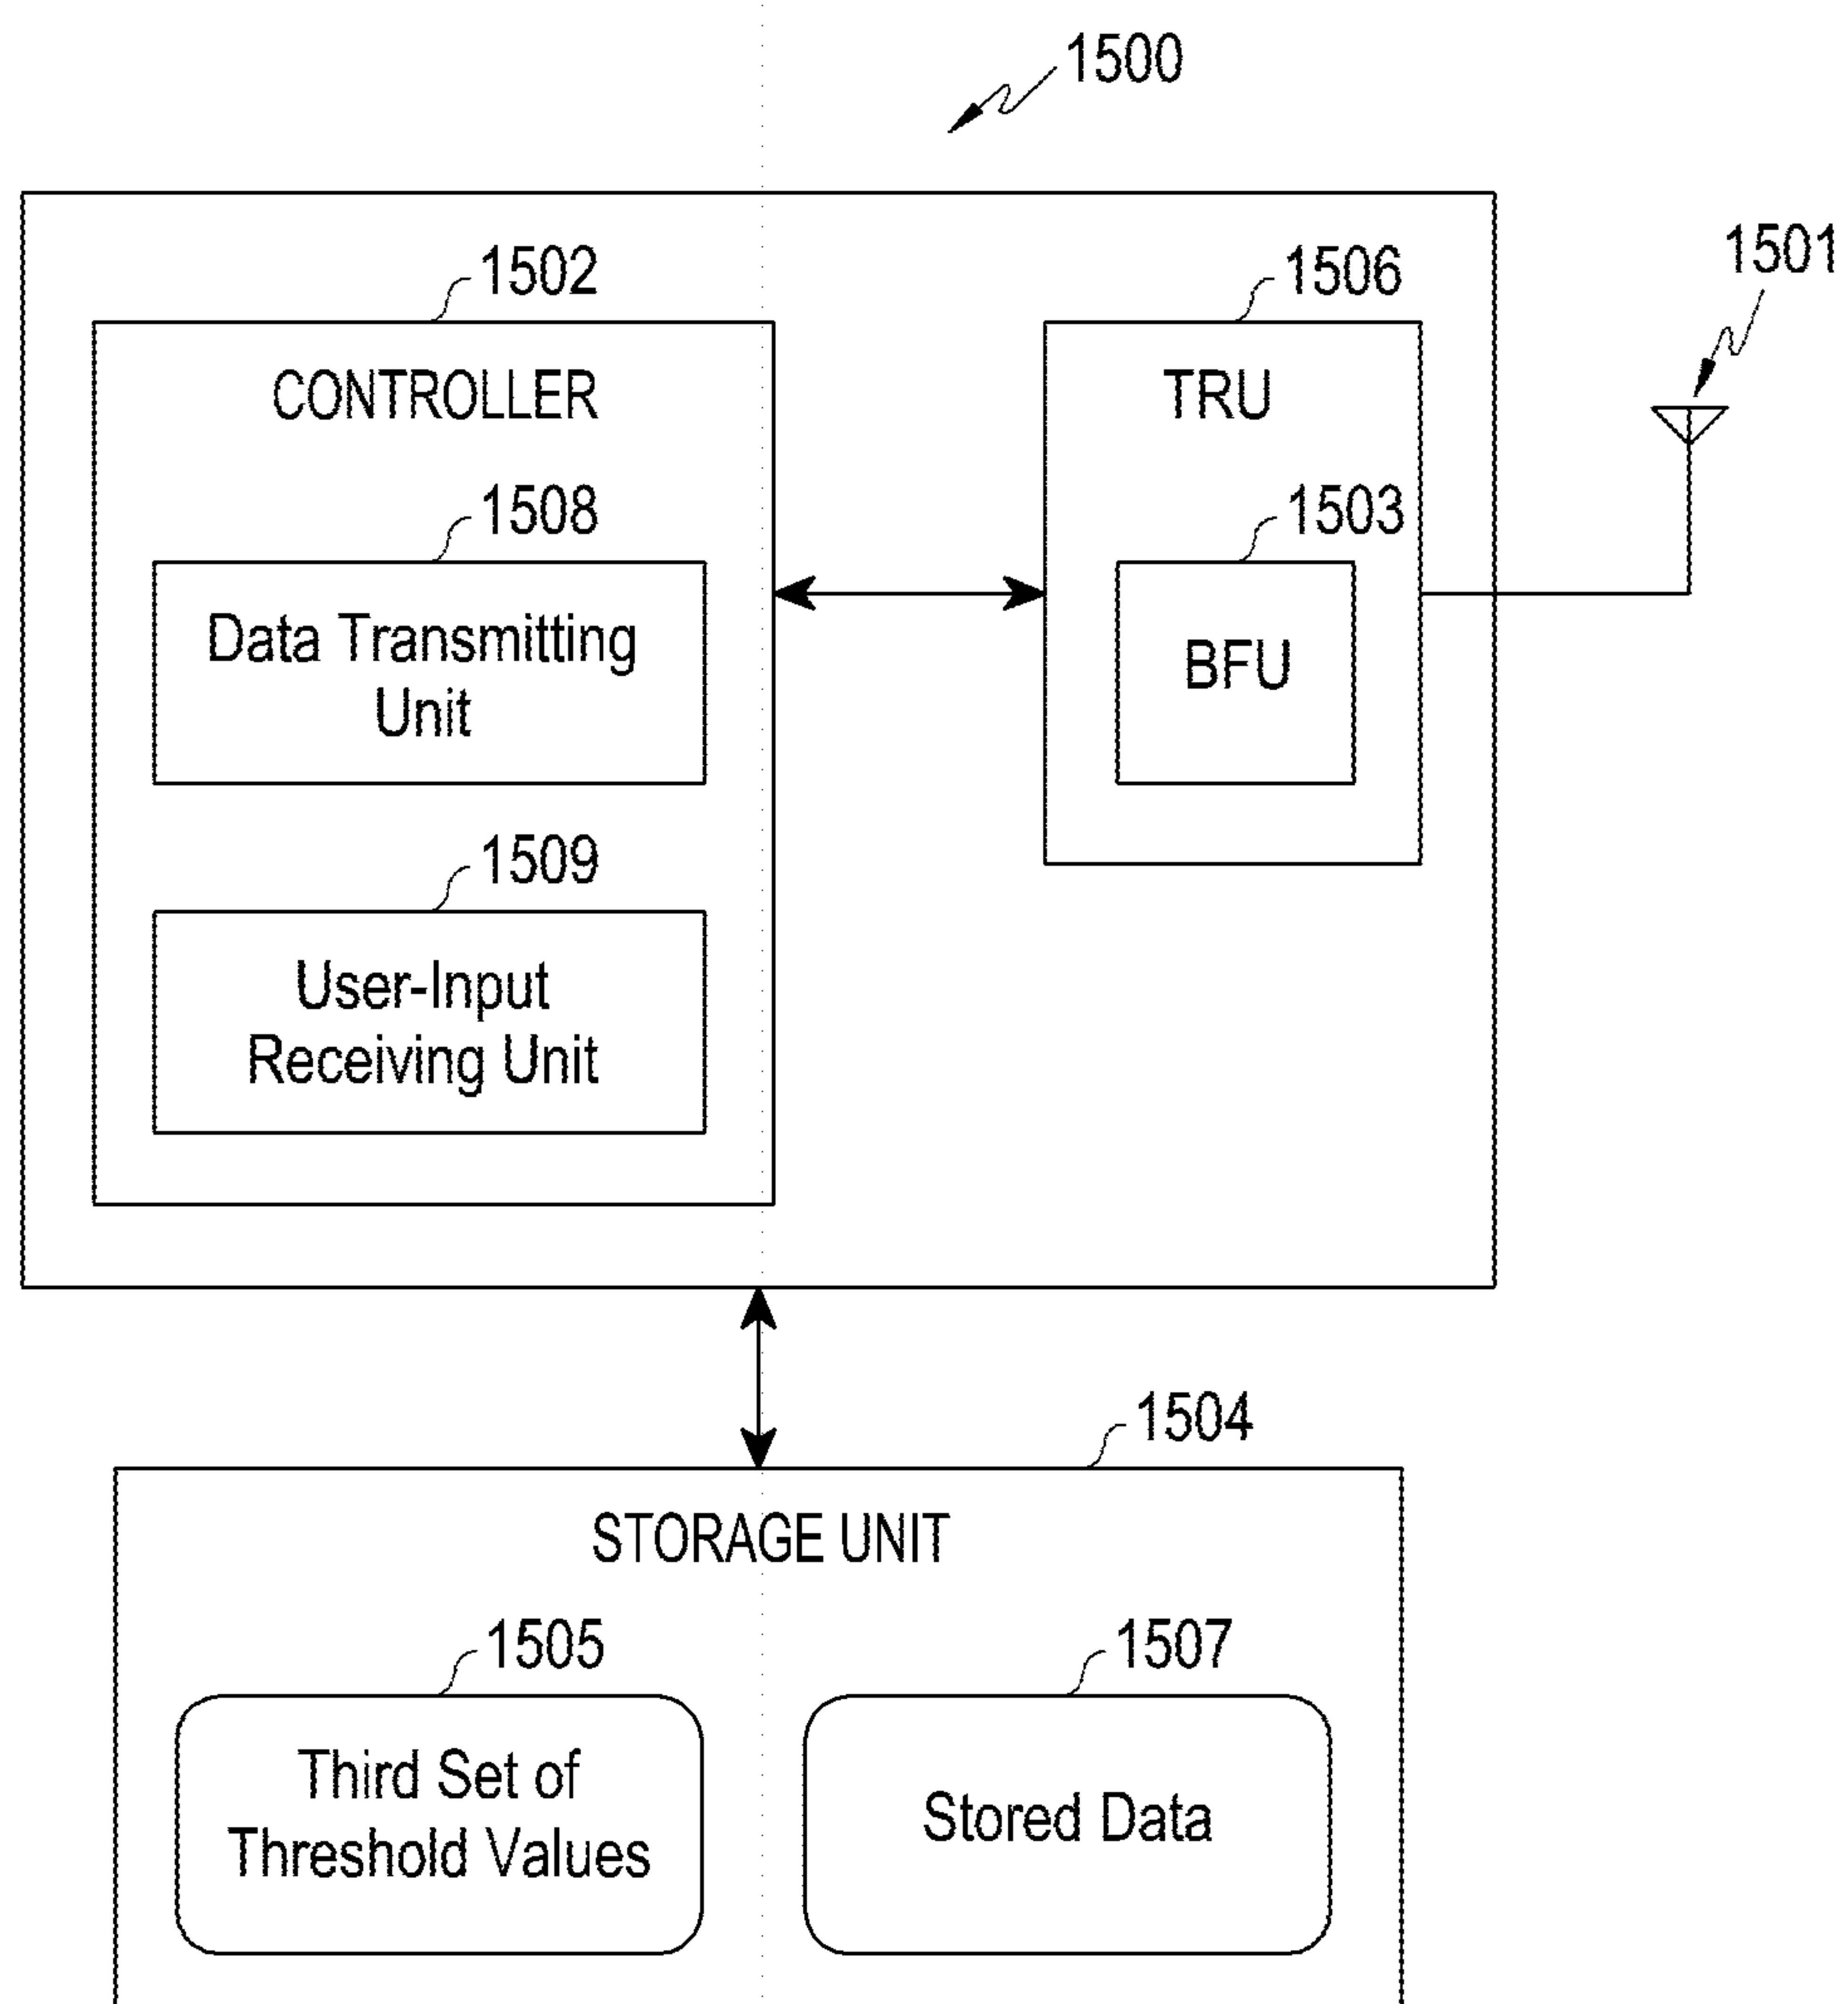 1500
1501
1502
1506
CONTROLLER
TRU
1508
1503
Data Transmitting
Unit
BFU
1509
User-Input
Receiving Unit
1504
STORAGE UNIT
1505
1507
Third Set of
Threshold Values
Stored Data